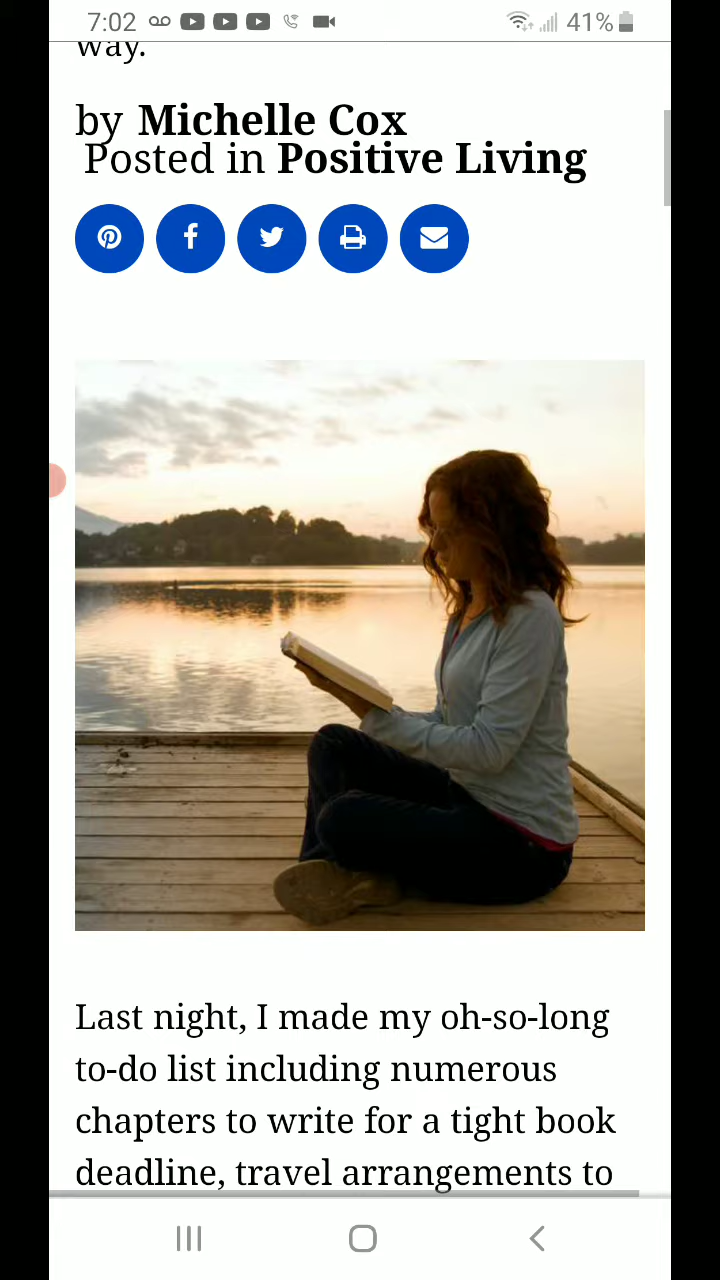 7:02
41%
way.
by Michelle Cox
Posted in Positive Living
Last night, I made my oh-so-long
to-do list including numerous
chapters to write for a tight book
deadline, travel arrangements to